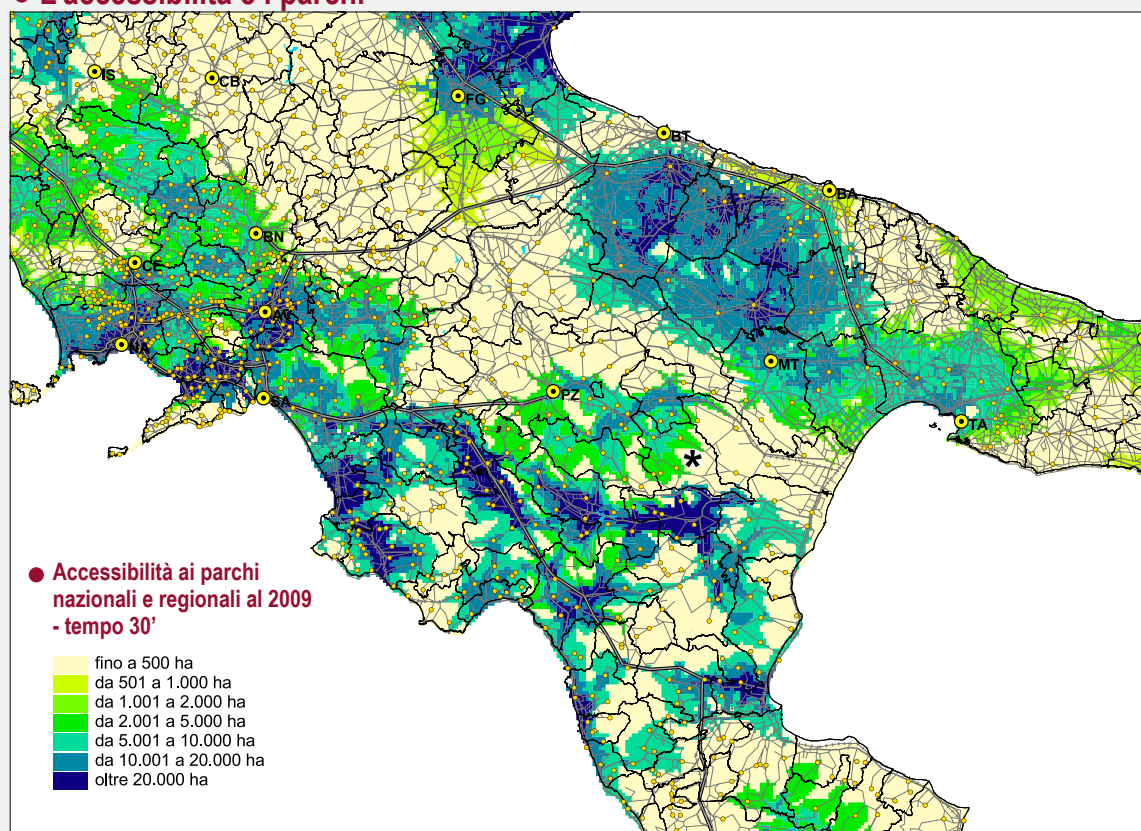 L'accessibilità e i parchi
IS
CB
FG
BT
BA
BN
CE
AV
MT
PZ
SA
TA
*
Accessibilità ai parchi
nazionali e regionali al 2009
- tempo 30'
fino a 500 ha
da 501 a 1.000 ha
da 1.001 a 2.000 ha
da 2.001 a 5.000 ha
da 5.001 a 10.000 ha
da 10.001 a 20.000 ha
oltre 20.000 ha